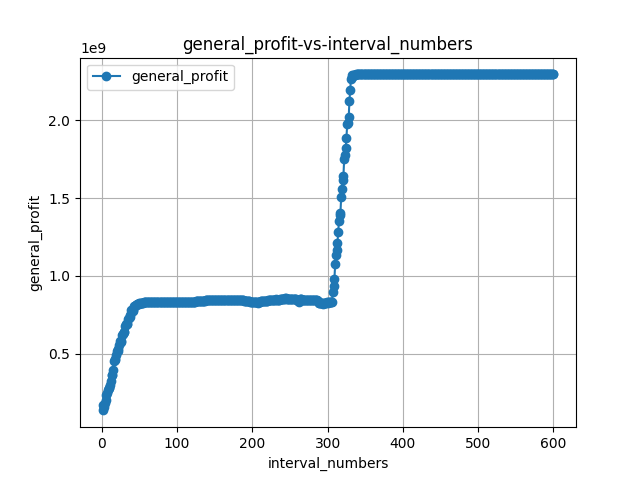 general_profit-vs-interval_numbers
1e9
general_profit
2.0
1.5
1.0
0.5
general_profit
0 100 200 300 400 500 600
interval_numbers